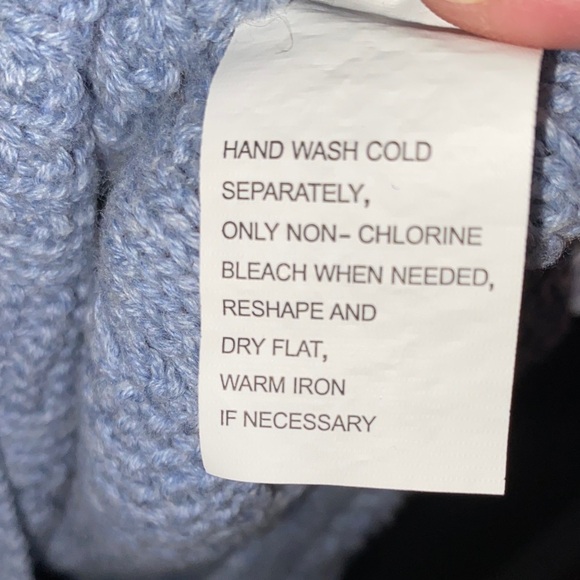 HAND WASH COLD
SEPARATELY,
ONLY NON- CHLORINE
BLEACH WHEN NEEDED,
RESHAPE AND
DRY FLAT,
WARM IRON
IF NECESSARY